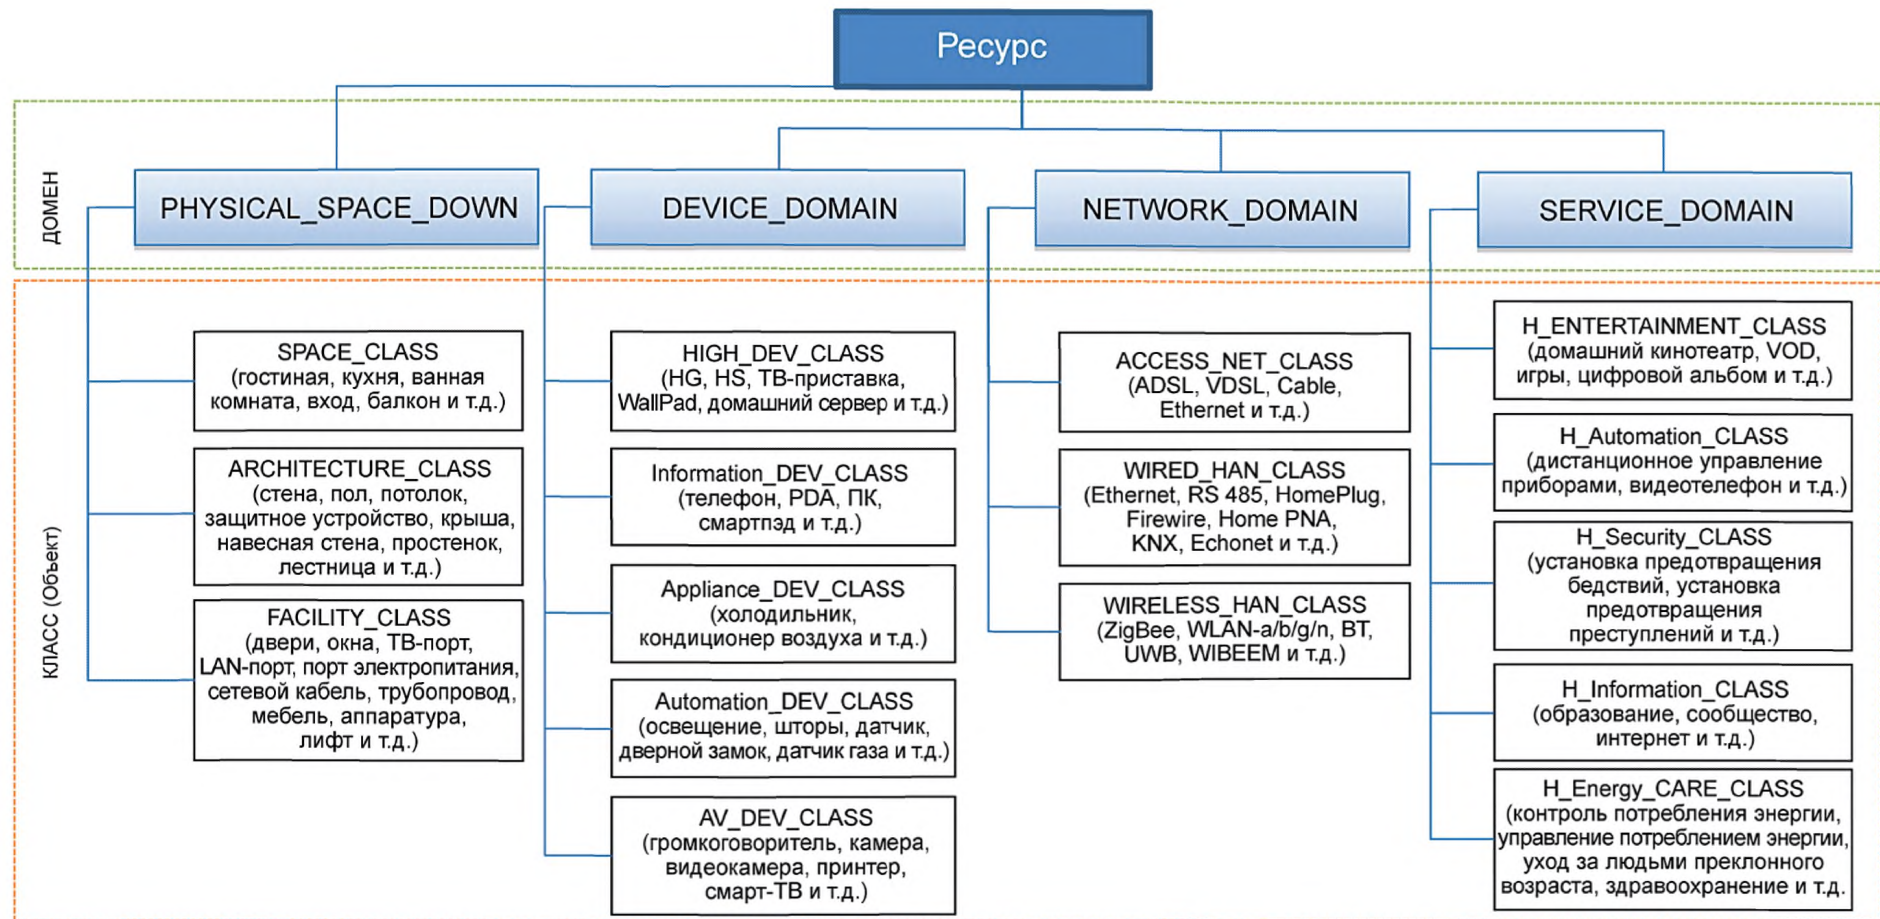 Ресурс
ДОМЕН
PHYSICAL_SPACE_DOWN
DEVICE_DOMAIN
NETWORK_DOMAIN
SERVICE_DOMAIN
КЛАСС (Объект)
SPACE_CLASS
(гостиная, кухня, ванная
комната, вход, балкон и т.д.)
ARCHITECTURE_CLASS
(стена, пол, потолок,
защитное устройство, крыша,
навесная стена, простенок,
лестница и т.д.)
FACILITY_CLASS
(двери, окна, ТВ-порт,
LAN-порт, порт электропитания,
сетевой кабель, трубопровод,
мебель, аппаратура,
лифт и т.д.)
HIGH_DEV_CLASS
(HG, HS, ТВ-приставка,
WallPad, домашний сервер и т.д.)
Information_DEV_CLASS
(телефон, PDA, ПК,
смартпэд и т.д.)
Appliance_DEV_CLASS
(холодильник,
кондиционер воздуха и т.д.)
Automation_DEV_CLASS
(освещение, шторы, датчик,
дверной замок, датчик газа и т.д.)
AV_DEV_CLASS
(громкоговоритель, камера,
видеокамера, принтер,
смарт-ТВ и т.д.)
ACCESS_NET_CLASS
(ADSL, VDSL, Cable,
Ethernet и т.д.)
WIRED_HAN_CLASS
(Ethernet, RS 485, HomePlug,
Firewire, Home PNA,
KNX, Echonet и т.д.)
WIRELESS_HAN_CLASS
(ZigBee, WLAN-a/b/g/n, BT,
UWB, WIBEEM и т.д.)
H_ENTERTAINMENT_CLASS
(домашний кинотеатр, VOD,
игры, цифровой альбом и т.д.)
H_Automation_CLASS
(дистанционное управление
приборами, видеотелефон и т.д.)
H_Security_CLASS
(установка предотвращения
бедствий, установка
предотвращения
преступлений и т.д.)
H_Information_CLASS
(образование, сообщество,
интернет и т.д.)
H_Energy_CARE_CLASS
(контроль потребления энергии,
управление потреблением энергии,
уход за людьми преклонного
возраста, здравоохранение и т.д.